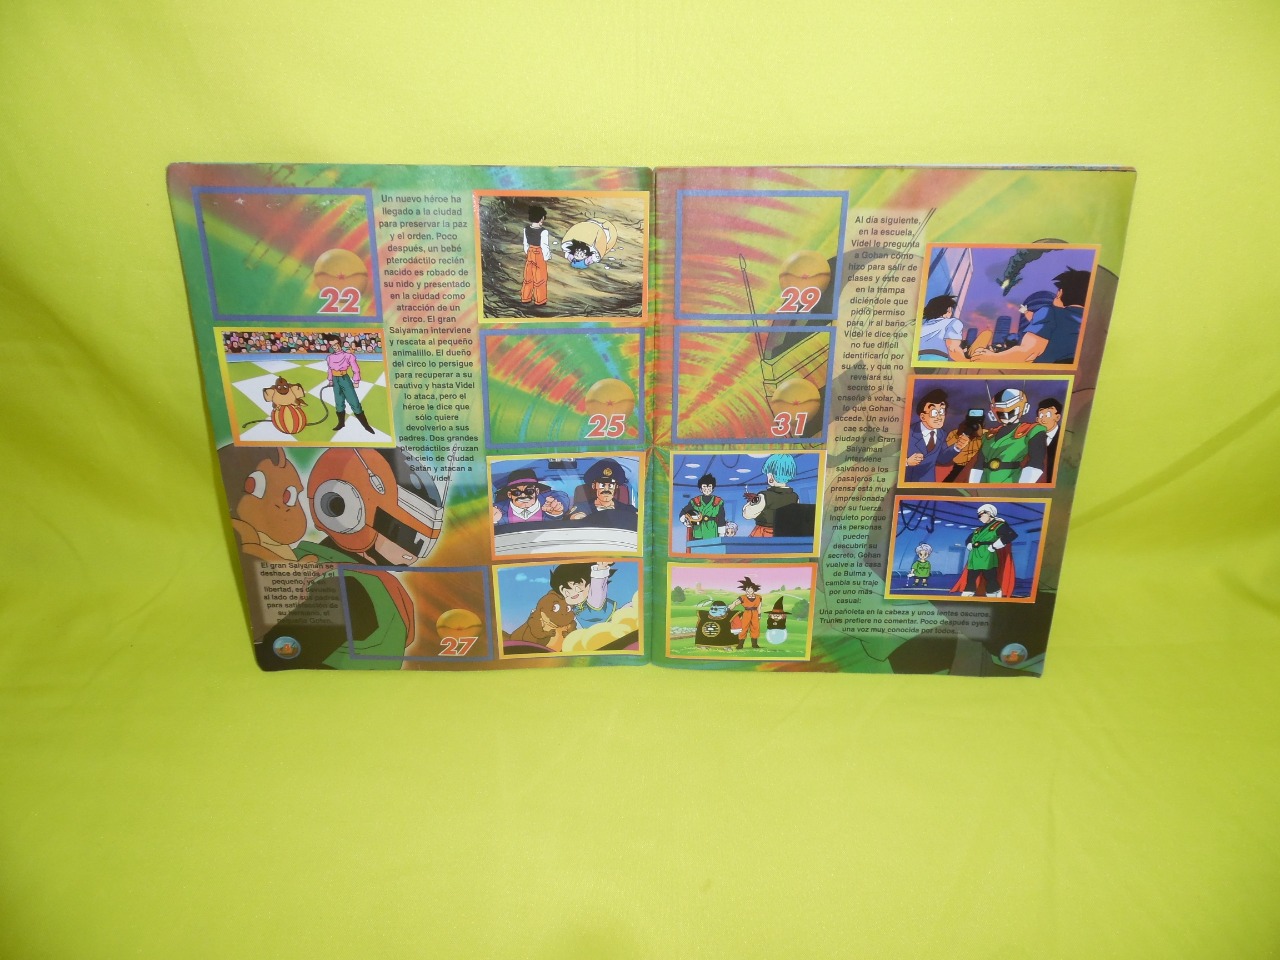 22
Un nuevo héroe ha
llegado a la ciudad
para preservar la paz
y el orden. Poco
después, un bebé
pterodáctilo recién
nacido es robado de
su nido y presentado
en la ciudad como
atracción de un
circo. El gran
Saiyaman interviene
y rescata al pequeño
animalillo. El dueño
del circo lo persigue
para recuperar a su
cautivo y hasta Videl
lo ataca, pero el
héroe le dice que
sólo quiere
devolverlo a sus
padres. Dos grandes
pterodáctilos cruzan
el cielo de Ciudad
Satán y atacan a
Videl.
25
El gran Saiyaman se
deshace de ellos y el
pequeño, ya en
libertad, es devuelto
al lado de sus padres
para satisfacción de
su hermano, el
pequeño Goten.
27
29
31
Al día siguiente,
en la escuela,
Videl le pregunta
a Gohan cómo
hizo para salir de
clases y éste cae
en la trampa
diciéndole que
pidió permiso
para ir al baño.
Videl le dice que
no fue difícil
identificarlo por
su voz, y que no
revelará su
secreto si le
enseña a volar, a
lo que Gohan
accede. Un avión
cae sobre la
ciudad y el Gran
Saiyaman
interviene
salvando a los
pasajeros. La
prensa está muy
impresionada
por su fuerza.
Inquieto porque
más personas
pueden
descubrir su
secreto, Gohan
vuelve a la casa
de Bulma y
cambia su traje
por uno más
casual:
Una pañoleta en la cabeza y unos lentes oscuros.
Trunks prefiere no comentar. Poco después oyen
una voz muy conocida por todos...